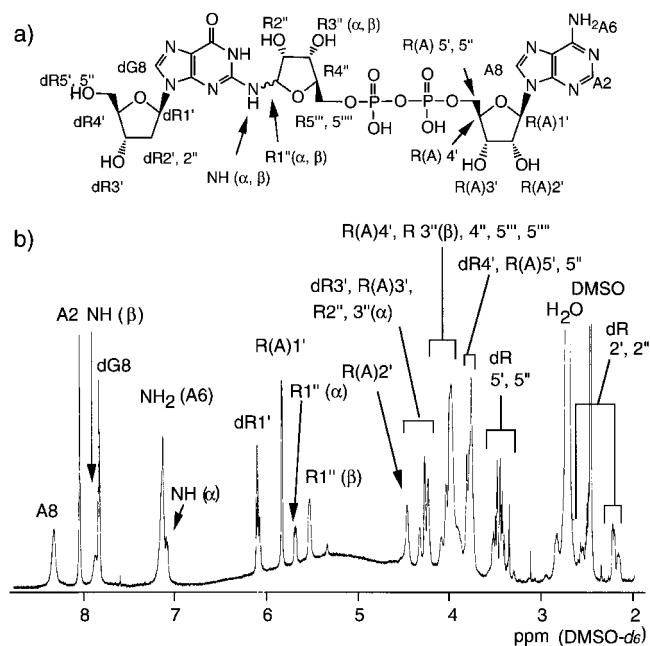 a)
O
N
NH
N
N
N
H
dG8
dR5', 5''
HO
O
dR4'
dR1'
HO
dR3'
dR2', 2''
R2''
HO
R3'' (α, β)
OH
R4''
O
O
R5''', 5''''
R1''(α, β)
NH (α, β)
O
P
OH
O
O
P
OH
O
R(A) 5', 5''
A8
NH2A6
N
N
N
N
A2
O
R(A)1'
R(A) 4'
HO
OH
R(A)3'
R(A)2'
b)
R(A)4', R 3''(β), 4'', 5''', 5''''
dR3', R(A)3',
R2'', 3''(α)
dR4', R(A)5', 5''
DMSO
H2O
dR
2', 2''
A2
NH (β)
dG8
NH2 (A6)
R(A)1'
R1'' (α)
R(A)2'
dR
5', 5''
dR1'
R1'' (β)
NH (α)
A8
8 7 6 5 4 3 2
ppm (DMSO-d6)